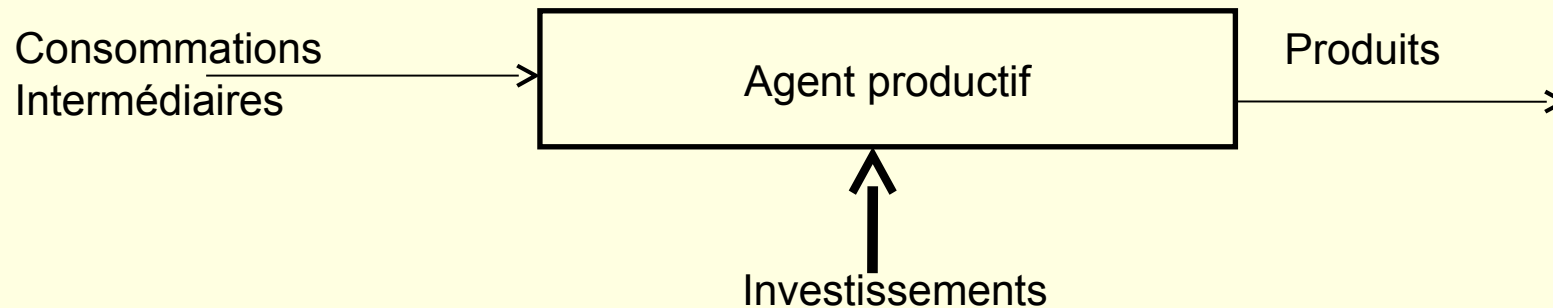 Consommations
Intermédiaires
Agent productif
Produits
Investissements